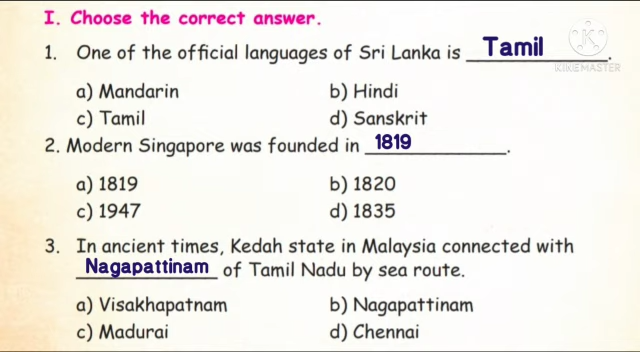 I. Choose the correct answer.
1. One of the official languages of Sri Lanka is Tamil.
KINEMASTER
a) Mandarin b) Hindi
c) Tamil d) Sanskrit
2. Modern Singapore was founded in 1819.
a) 1819 b) 1820
c) 1947 d) 1835
3. In ancient times, Kedah state in Malaysia connected with
Nagapattinam of Tamil Nadu by sea route.
a) Visakhapatnam b) Nagapattinam
c) Madurai d) Chennai